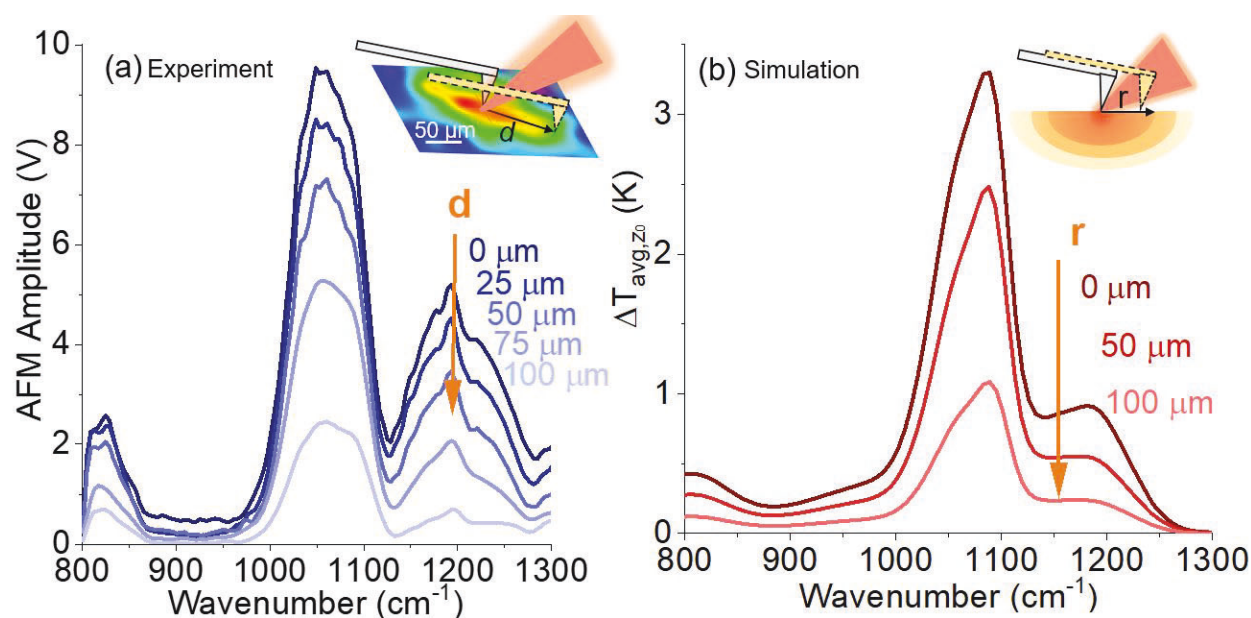 (a) Experiment
50 μm
d
d
0 μm
25 μm
50 μm
75 μm
100 μm
10
8
6
4
2
0
AFM Amplitude (V)
800 900 1000 1100 1200 1300
Wavenumber (cm⁻¹)
(b) Simulation
r
r
0 μm
50 μm
100 μm
3
2
1
0
ΔT_avg,z₀ (K)
800 900 1000 1100 1200 1300
Wavenumber (cm⁻¹)